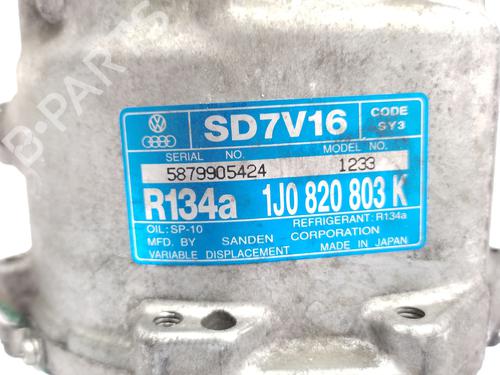 SD7V16
CODE
SY3
SERIAL NO.
MODEL NO.
5879905424
1233
R134a
1J0 820 803 K
OIL: SP-10
REFRIGERANT: R134a
MFD. BY SANDEN CORPORATION
VARIABLE DISPLACEMENT MADE IN JAPAN